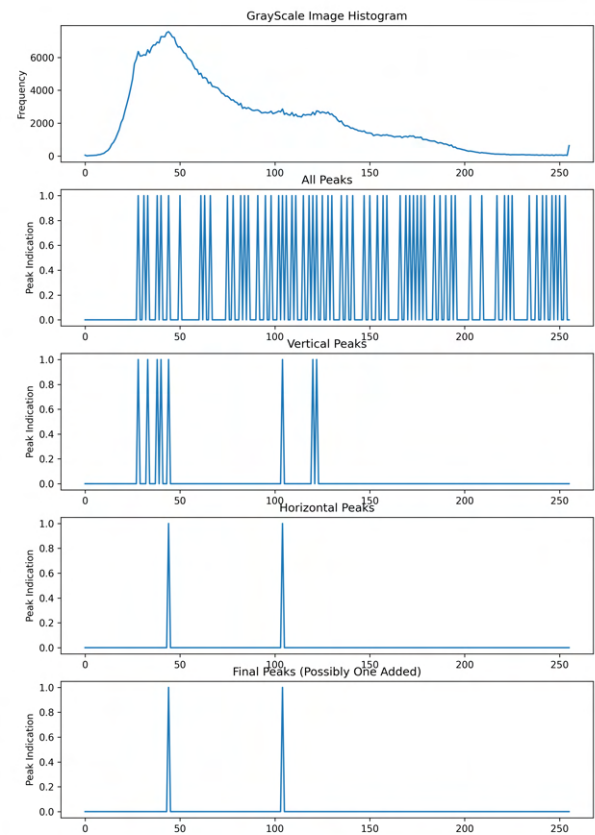 GrayScale Image Histogram
Frequency
6000
4000
2000
0
0 50 100 150 200 250
All Peaks
Peak Indication
1.0
0.8
0.6
0.4
0.2
0.0
0 50 100 150 200 250
Vertical Peaks
Peak Indication
1.0
0.8
0.6
0.4
0.2
0.0
0 50 100 150 200 250
Horizontal Peaks
Peak Indication
1.0
0.8
0.6
0.4
0.2
0.0
0 50 100 150 200 250
Final Peaks (Possibly One Added)
Peak Indication
1.0
0.8
0.6
0.4
0.2
0.0
0 50 100 150 200 250